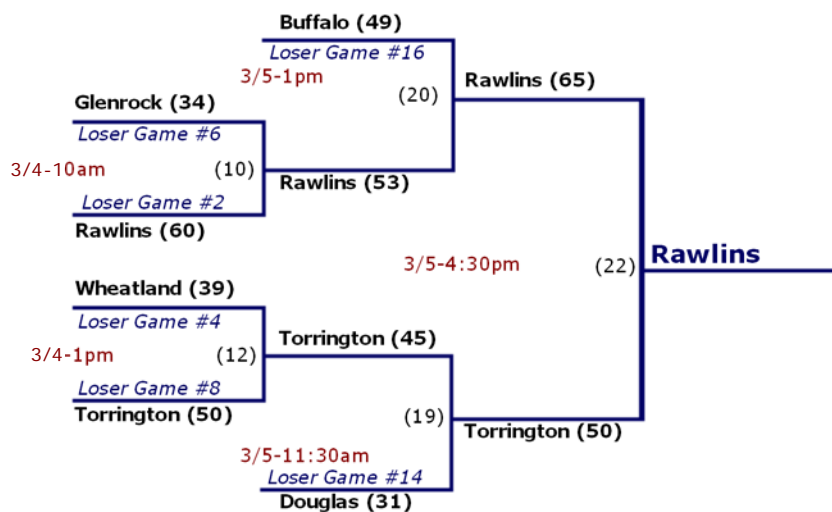 Buffalo (49)
Loser Game #16
3/5-1pm
(20)
Rawlins (65)
Glenrock (34)
Loser Game #6
3/4-10am
(10)
Rawlins (53)
Loser Game #2
Rawlins (60)
3/5-4:30pm
(22)
Rawlins
Wheatland (39)
Loser Game #4
3/4-1pm
(12)
Torrington (45)
Loser Game #8
Torrington (50)
(19)
Torrington (50)
3/5-11:30am
Loser Game #14
Douglas (31)